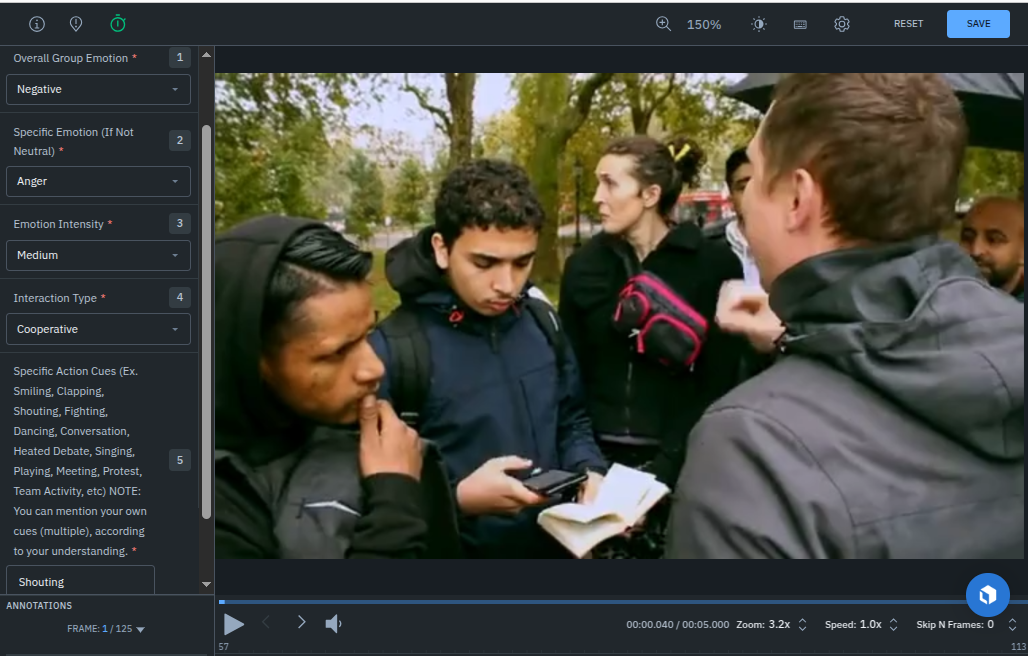 150%
RESET
SAVE
Overall Group Emotion *
1
Negative
Specific Emotion (If Not
Neutral) *
2
Anger
Emotion Intensity *
3
Medium
Interaction Type *
4
Cooperative
Specific Action Cues (Ex.
Smiling, Clapping,
Shouting, Fighting,
Dancing, Conversation,
Heated Debate, Singing,
Playing, Meeting, Protest,
Team Activity, etc) NOTE:
You can mention your own
cues (multiple), according
to your understanding. *
5
Shouting
ANNOTATIONS
FRAME: 1 / 125
00:00.040 / 00:05.000
Zoom: 3.2x
Speed: 1.0x
Skip N Frames: 0
57
113